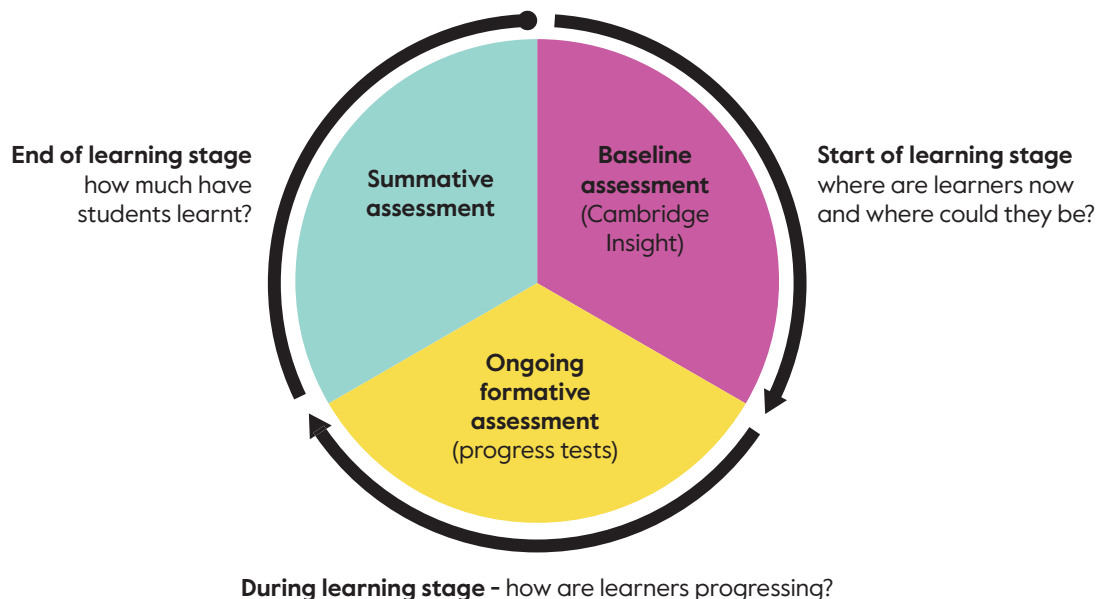 End of learning stage
how much have
students learnt?
Summative
assessment
Baseline
assessment
(Cambridge
Insight)
Start of learning stage
where are learners now
and where could they be?
Ongoing
formative
assessment
(progress tests)
During learning stage - how are learners progressing?